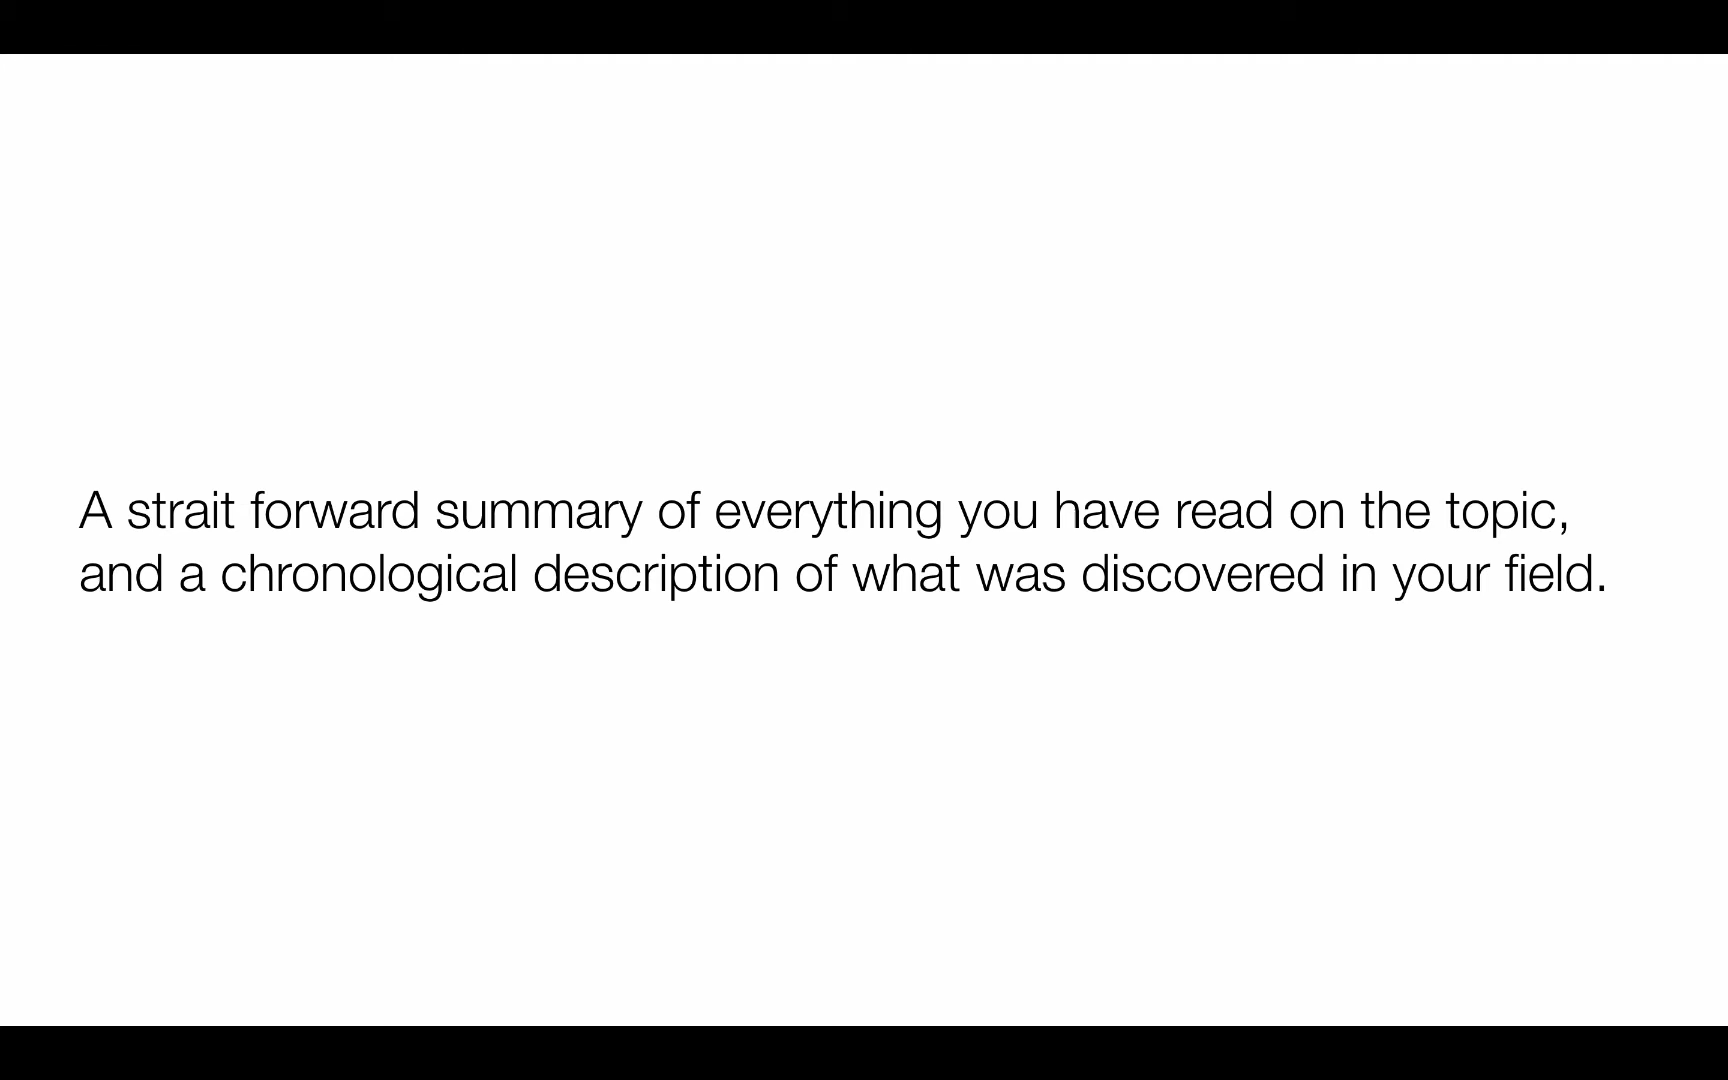 A strait forward summary of everything you have read on the topic,
and a chronological description of what was discovered in your field.